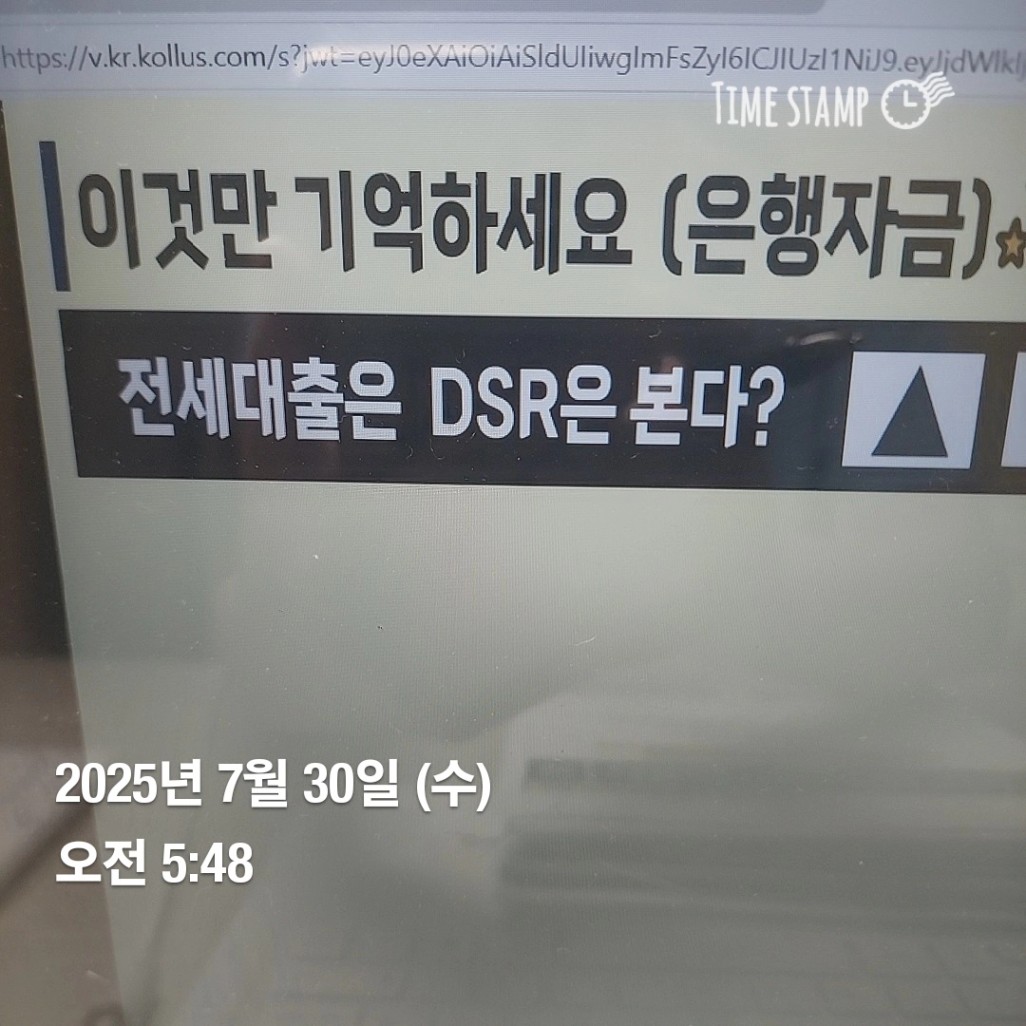 https://v.kr.kollus.com/s?jwt=eyJ0eXAiOiAiSldUIiwgImFsZyI6ICJIUzI1NiJ9.eyJjdWlkIj
TIME STAMP
이것만 기억하세요 (은행자금)
전세대출은 DSR은 본다?
2025년 7월 30일 (수)
오전 5:48